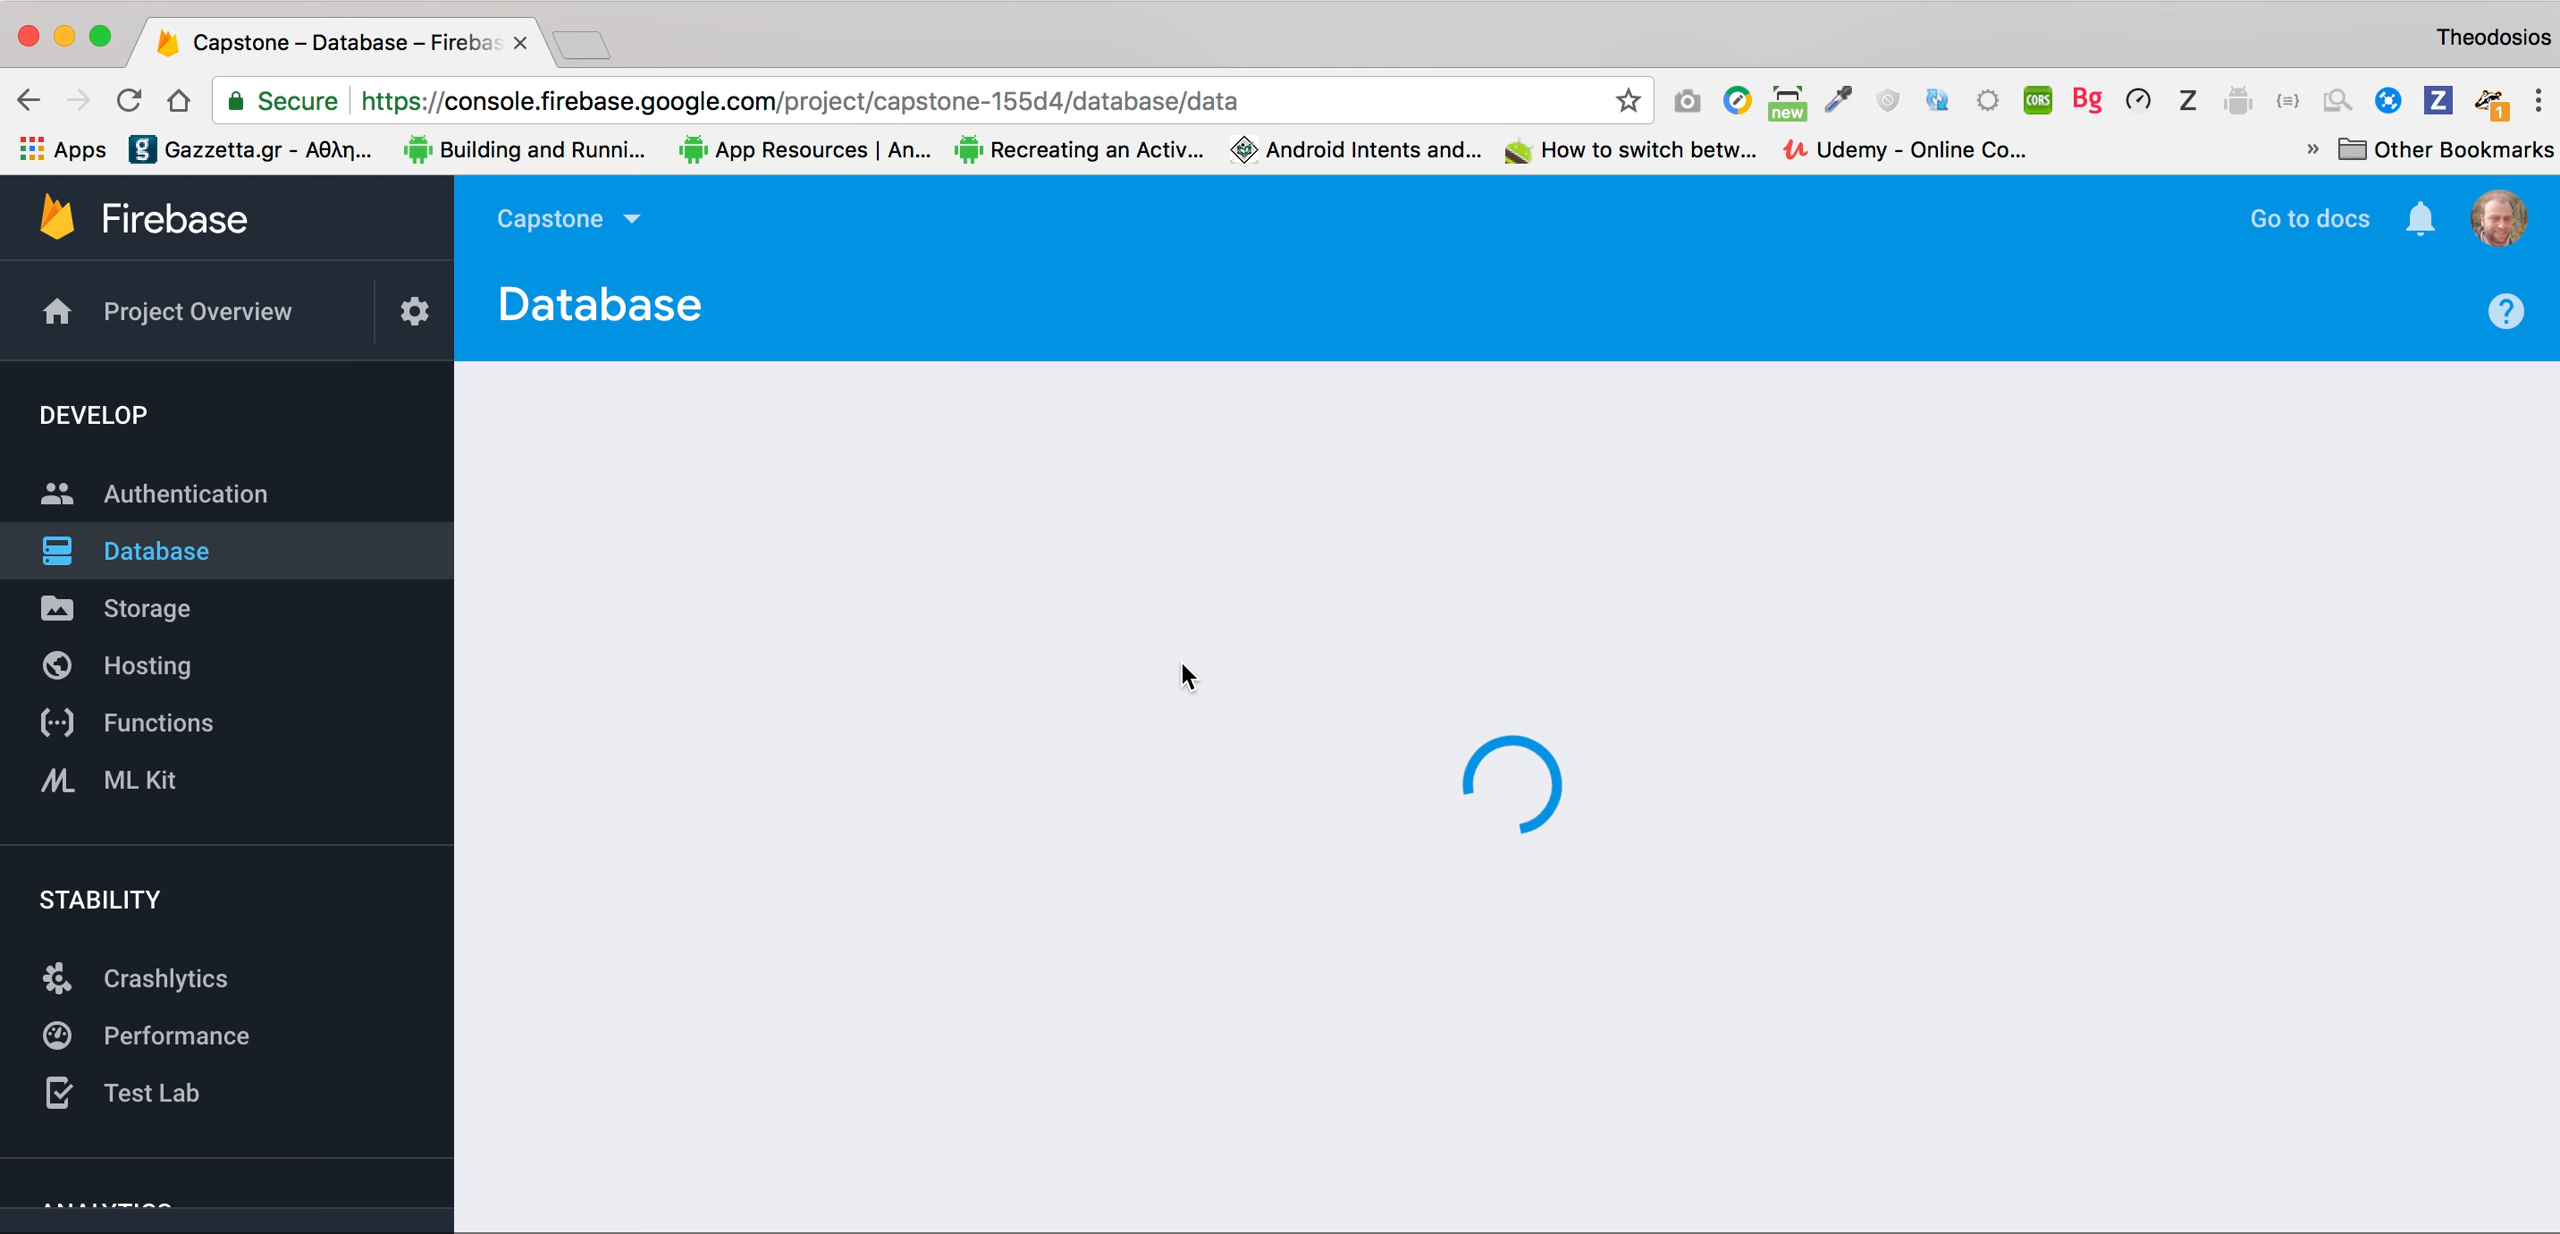 Capstone – Database – Firebas
Theodosios
Secure https://console.firebase.google.com/project/capstone-155d4/database/data
new
CORS
Bg
Z
{=}
Z
1
Apps
g Gazzetta.gr - Αθλη...
Building and Runni...
App Resources | An...
Recreating an Activ...
Android Intents and...
How to switch betw...
Udemy - Online Co...
»
Other Bookmarks
Firebase
Capstone
Go to docs
Project Overview
Database
?
DEVELOP
Authentication
Database
Storage
Hosting
Functions
ML Kit
STABILITY
Crashlytics
Performance
Test Lab
ANALYTICS